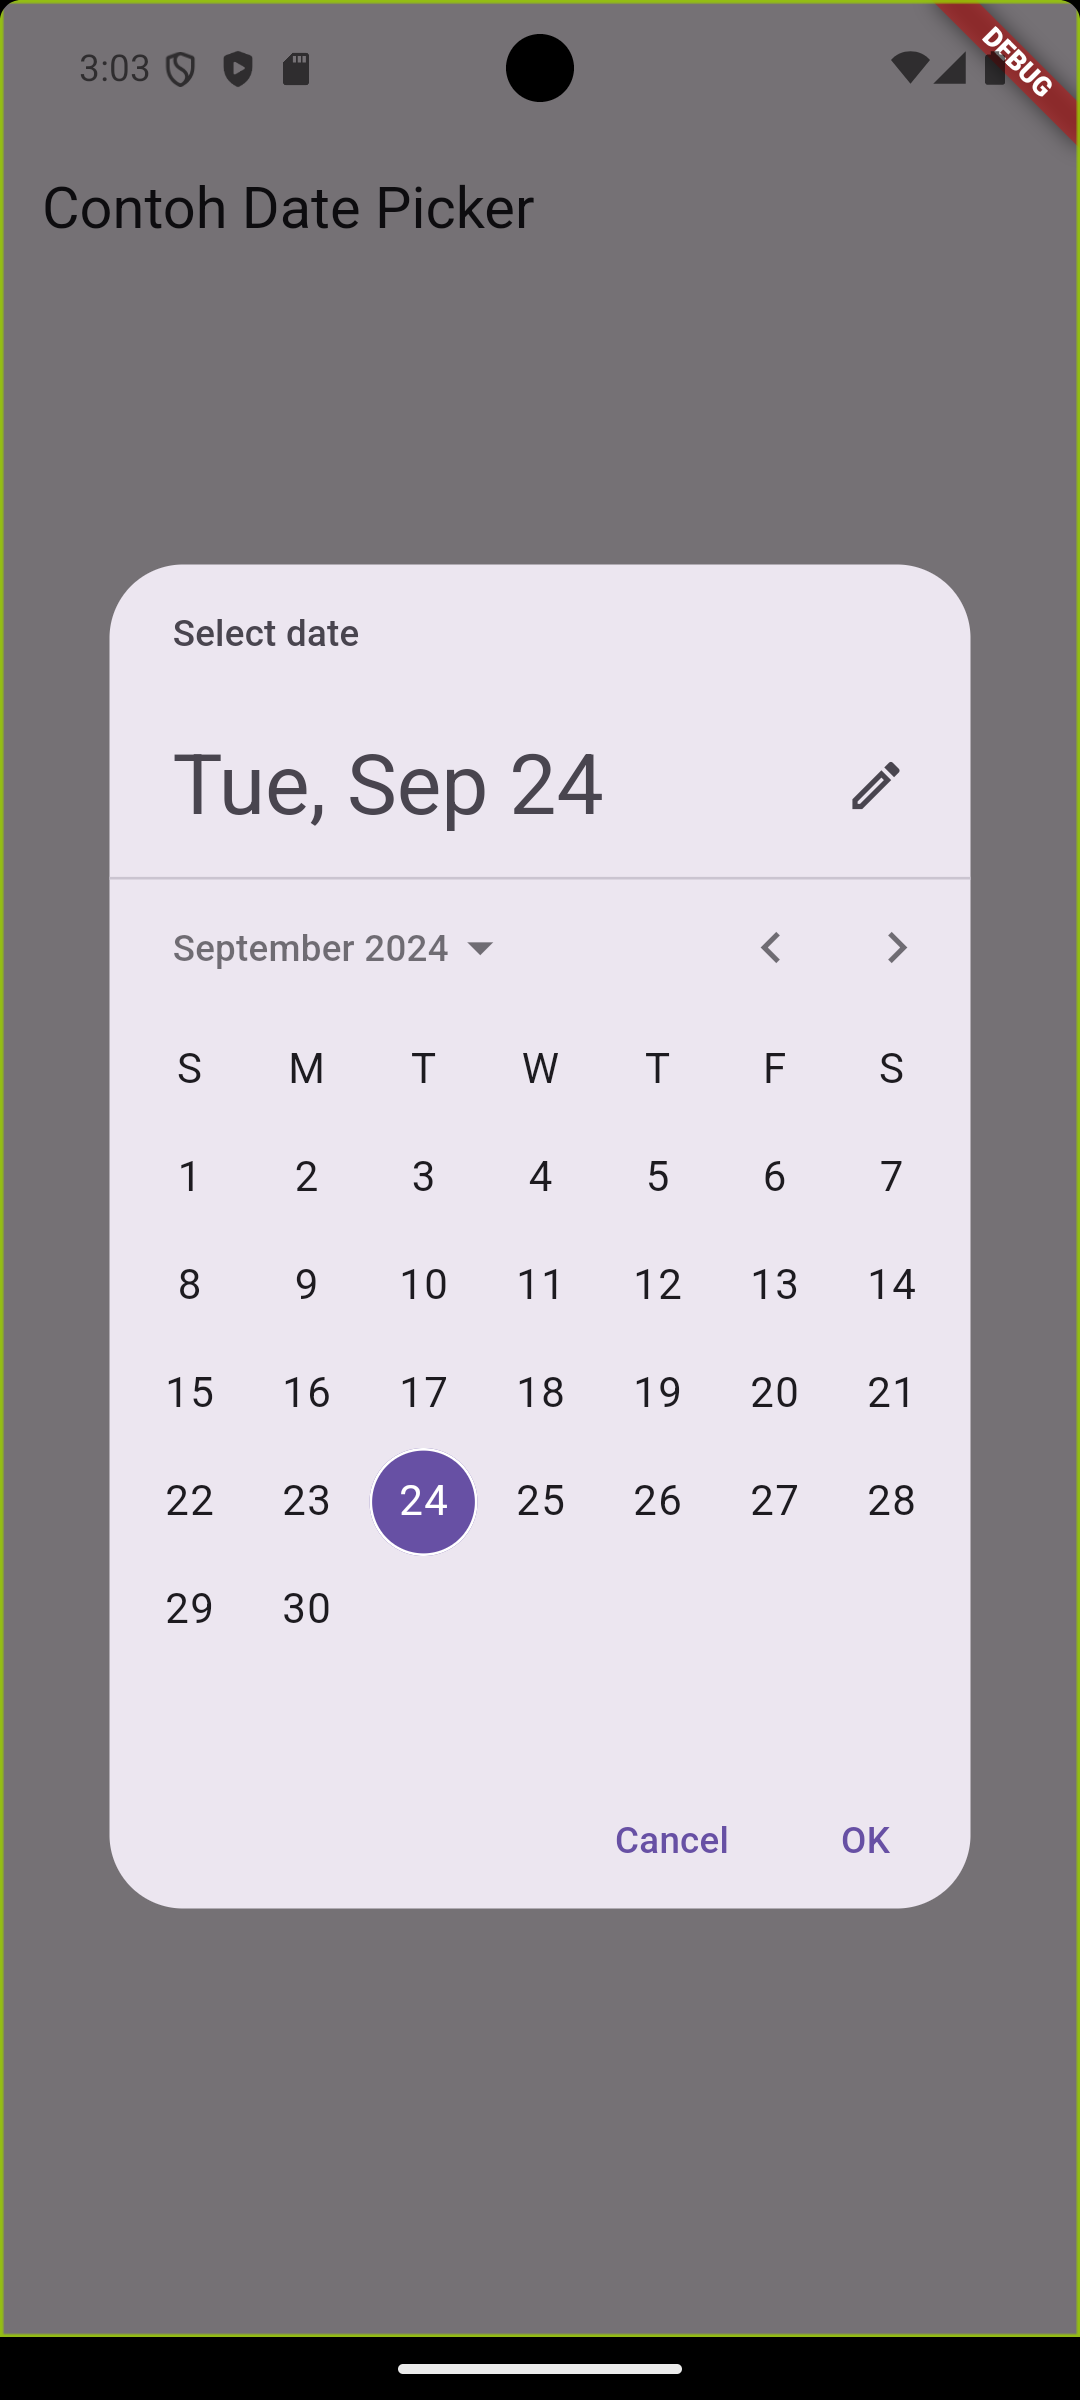 3:03
DEBUG
Contoh Date Picker
Select date
Tue, Sep 24
September 2024
S M T W T F S
1 2 3 4 5 6 7
8 9 10 11 12 13 14
15 16 17 18 19 20 21
22 23 24 25 26 27 28
29 30
Cancel OK